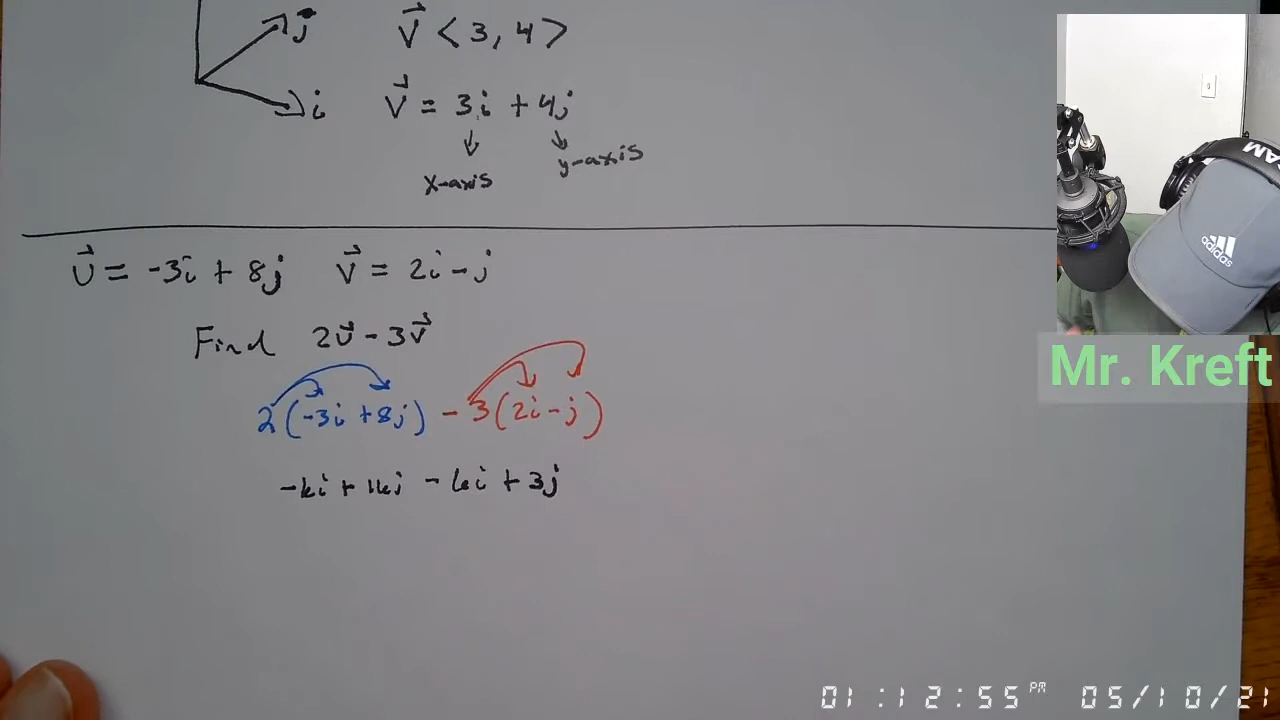 j V⃗ <3, 4>
i V⃗ = 3i + 4j
x-axis y-axis
U⃗ = -3i + 8j V⃗ = 2i - j
Find 2U⃗ - 3V⃗
2(-3i + 8j) - 3(2i - j)
-6i + 16j - 6i + 3j
adidas
Mr. Kreft
01:12:55 PM 05/10/21